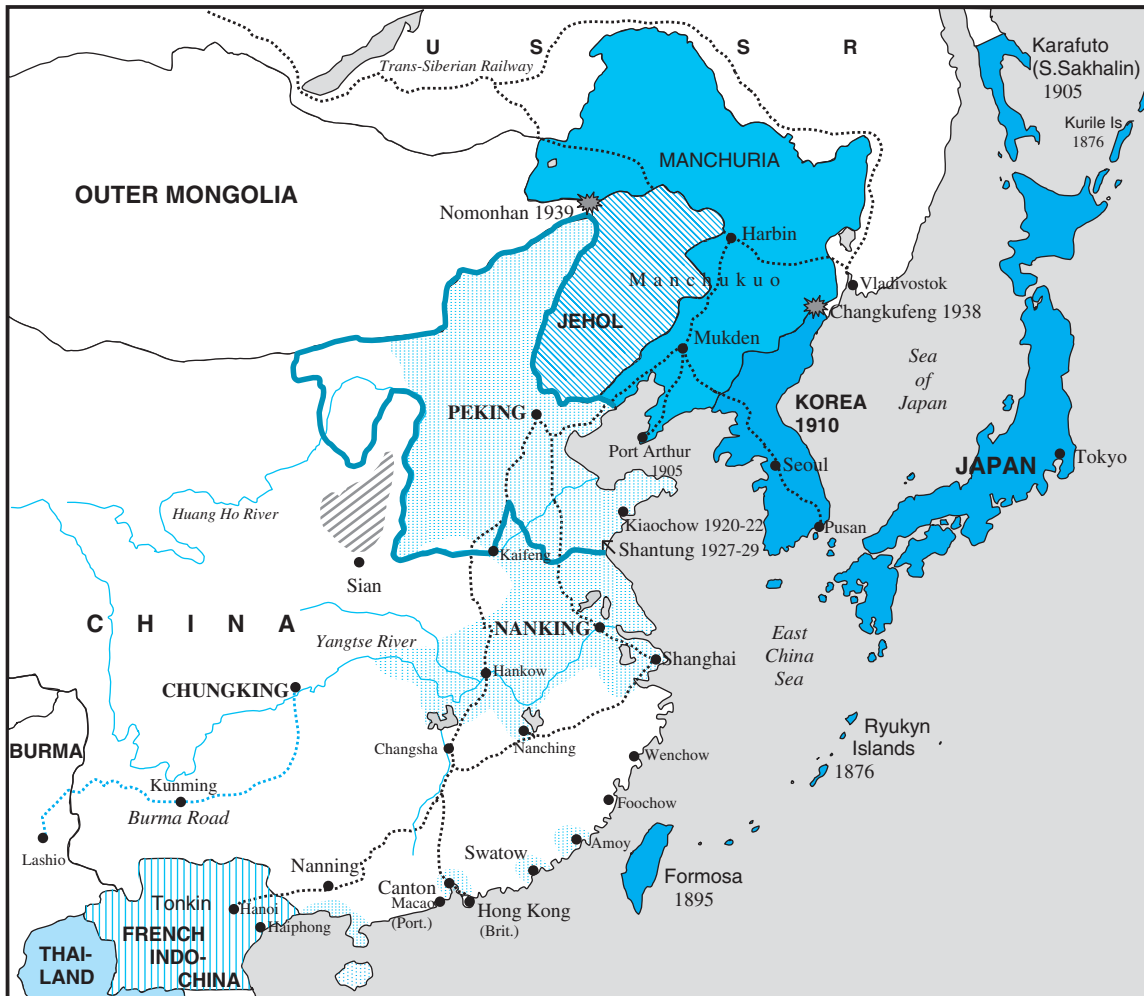 U S S R
Trans-Siberian Railway
Karafuto
(S.Sakhalin)
1905
Kurile Is
1876
MANCHURIA
OUTER MONGOLIA
Nomonhan 1939
Harbin
Manchukuo
Vladivostok
Changkufeng 1938
JEHOL
Mukden
Sea
of
Japan
PEKING
KOREA
1910
Port Arthur
1905
Seoul
JAPAN
Tokyo
Huang Ho River
Kiaochow 1920-22
Pusan
Shantung 1927-29
Kaifeng
Sian
C H I N A
Yangtse River
NANKING
East
China
Sea
Shanghai
Hankow
CHUNGKING
Ryukyn
Islands
1876
BURMA
Changsha
Nanching
Wenchow
Kunming
Burma Road
Foochow
Lashio
Amoy
Nanning
Swatow
Formosa
1895
Canton
Macao
(Port.)
Hong Kong
(Brit.)
Tonkin
Hanoi
Haiphong
FRENCH
INDO-
CHINA
THAI-
LAND